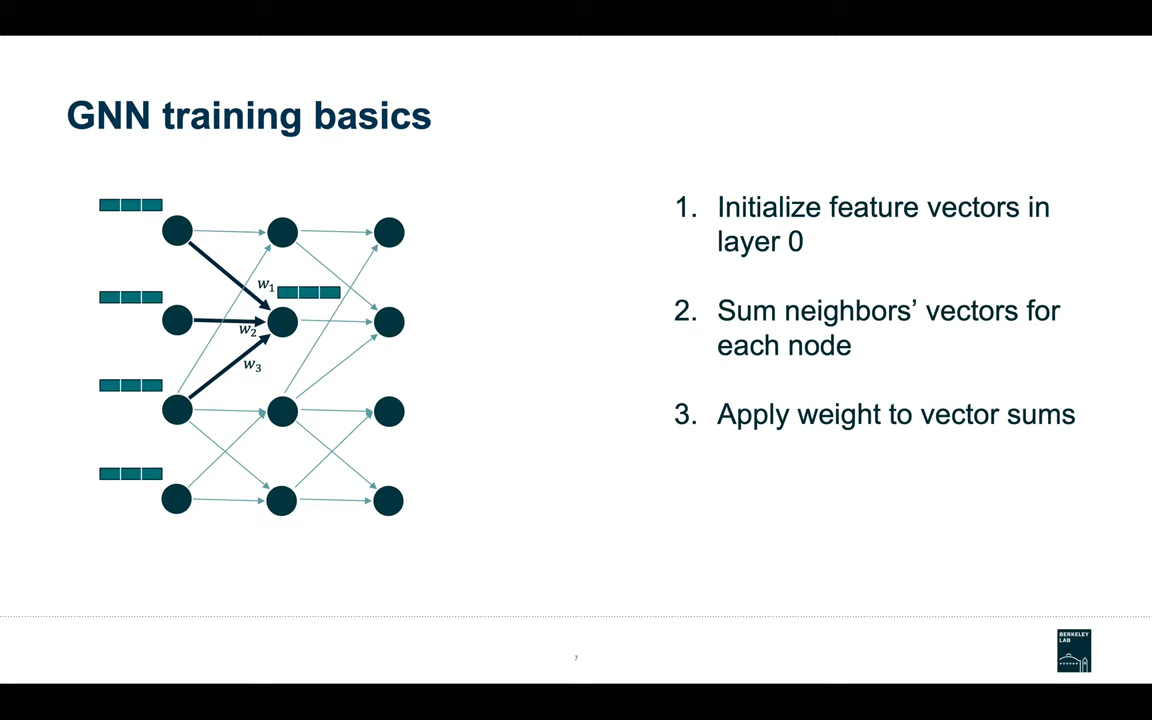 GNN training basics
w1
w2
w3
1. Initialize feature vectors in
layer 0
2. Sum neighbors’ vectors for
each node
3. Apply weight to vector sums
7
BERKELEY
LAB